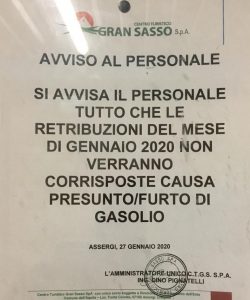 CENTRO TURISTICO
GRAN SASSO S.p.A.
AVVISO AL PERSONALE
SI AVVISA IL PERSONALE
TUTTO CHE LE
RETRIBUZIONI DEL MESE
DI GENNAIO 2020 NON
VERRANNO
CORRISPOSTE CAUSA
PRESUNTO/FURTO DI
GASOLIO
ASSERGI, 27 GENNAIO 2020
L'AMMINISTRATORE UNICO C.T.G.S. S.P.A.
ING. DINO PIGNATELLI